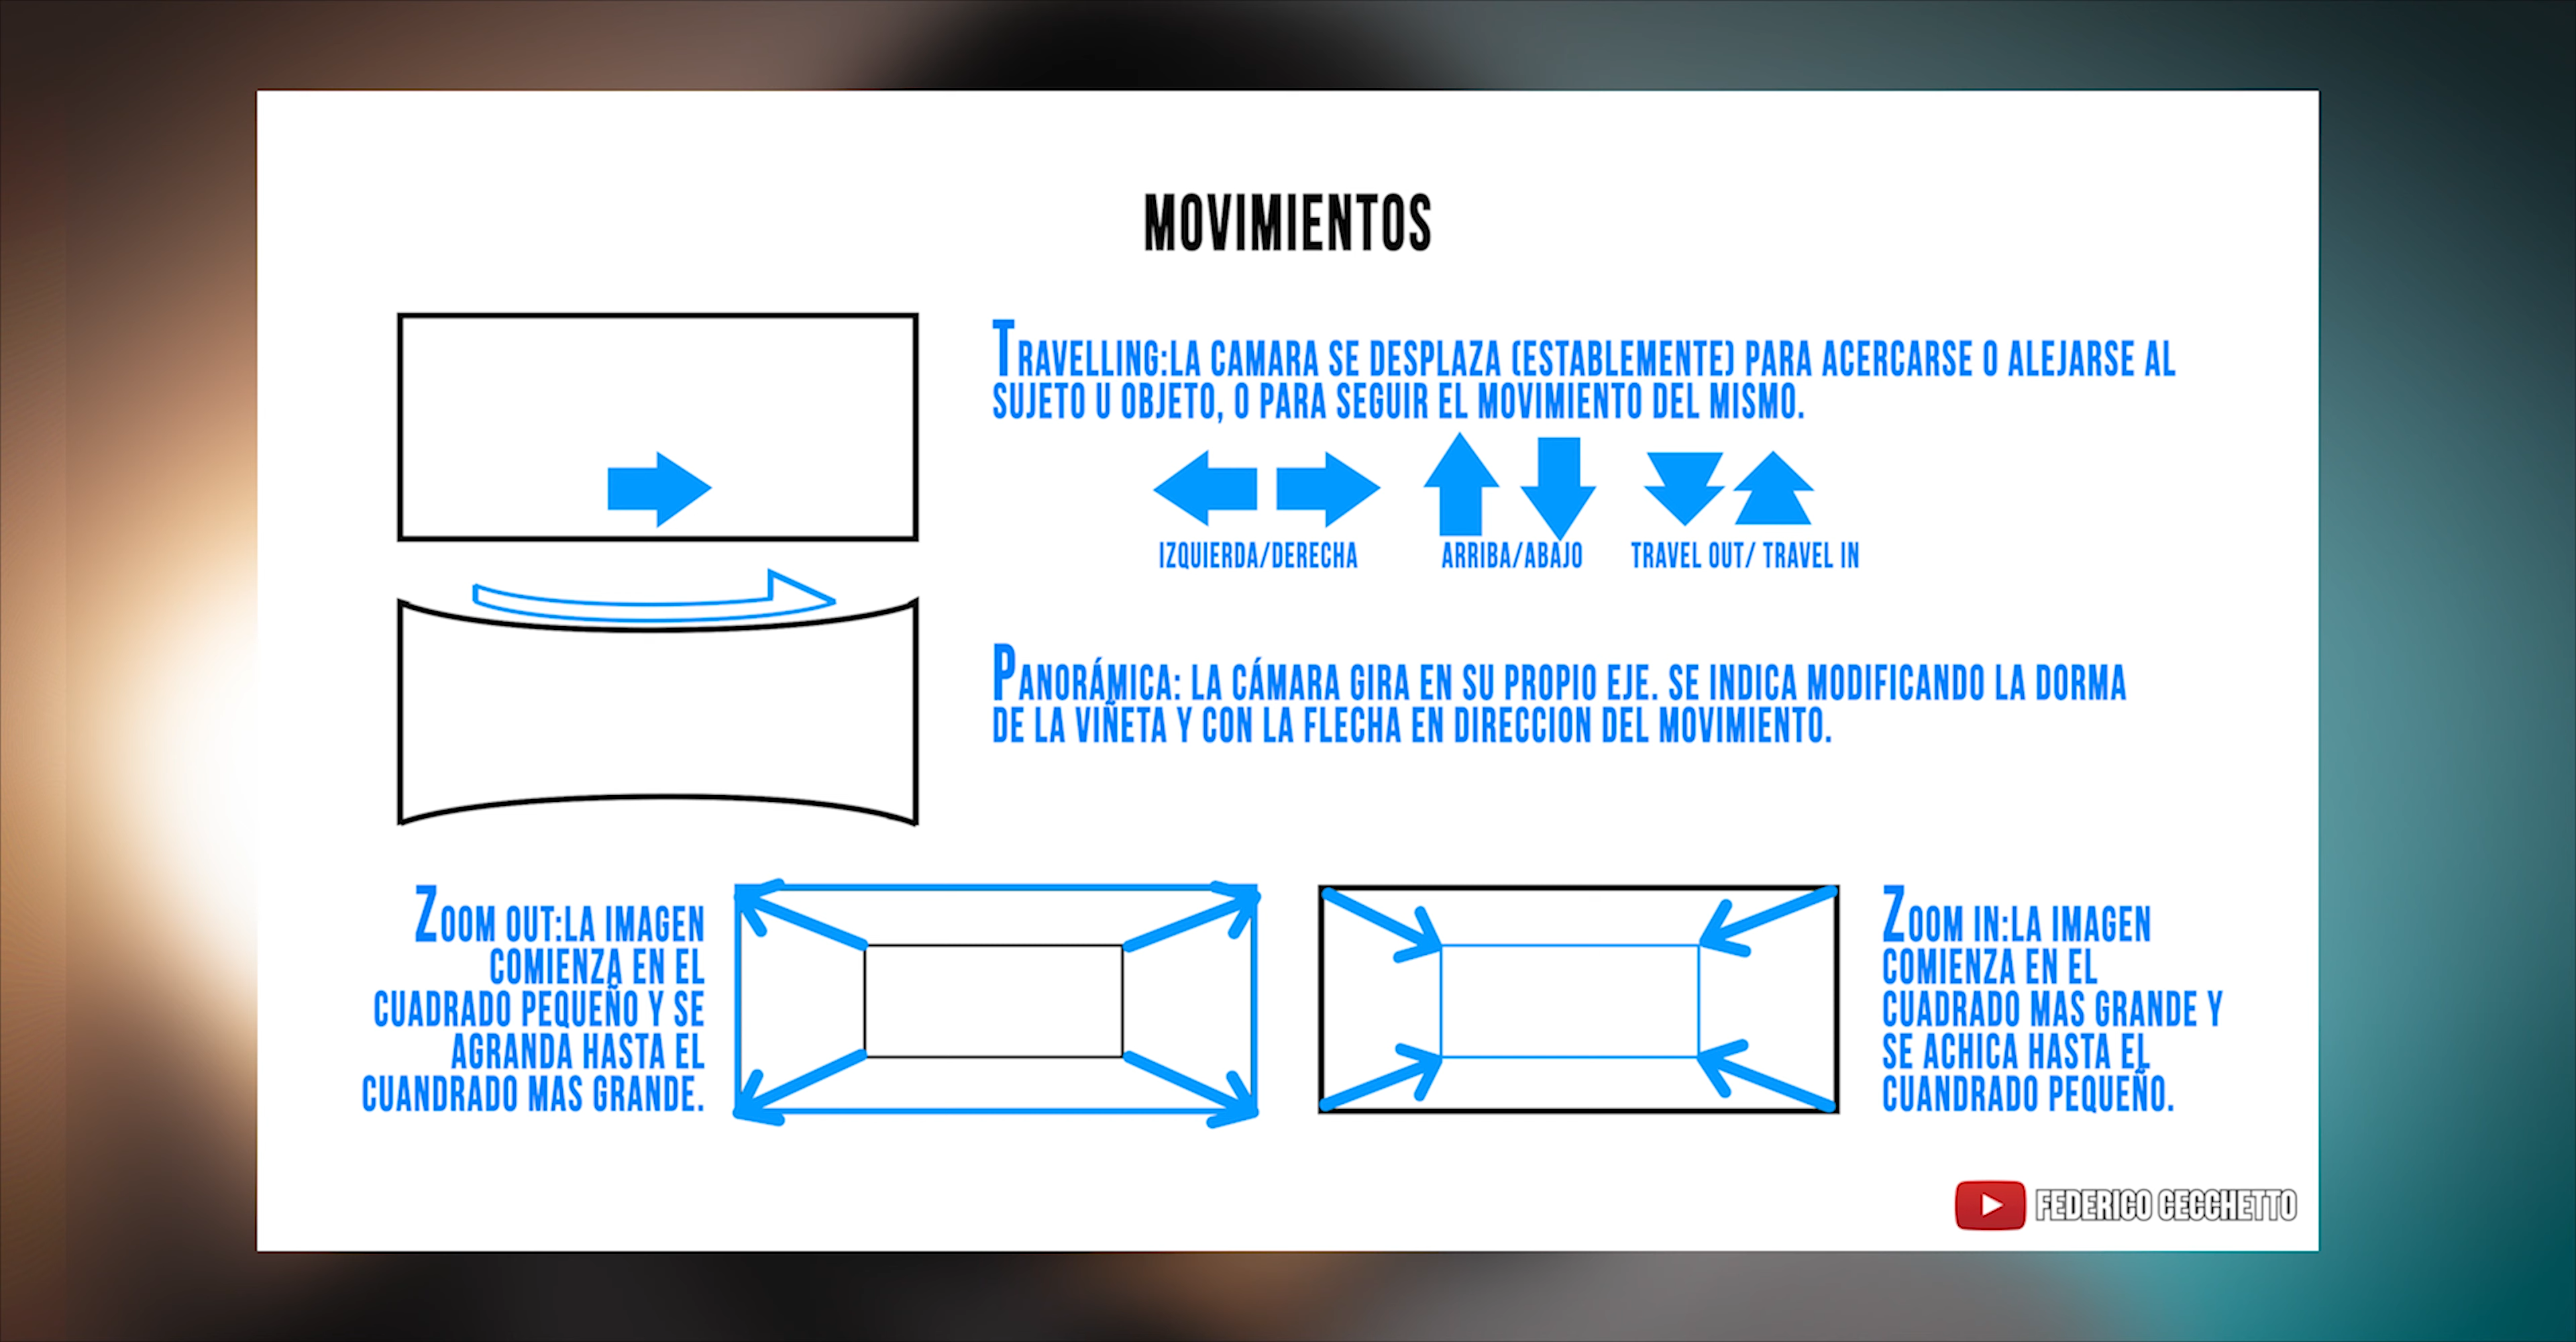 MOVIMIENTOS
TRAVELLING:LA CAMARA SE DESPLAZA (ESTABLEMENTE) PARA ACERCARSE O ALEJARSE AL
SUJETO U OBJETO, O PARA SEGUIR EL MOVIMIENTO DEL MISMO.
IZQUIERDA/DERECHA
ARRIBA/ABAJO
TRAVEL OUT/ TRAVEL IN
PANORÁMICA: LA CÁMARA GIRA EN SU PROPIO EJE. SE INDICA MODIFICANDO LA DORMA
DE LA VIÑETA Y CON LA FLECHA EN DIRECCION DEL MOVIMIENTO.
ZOOM OUT:LA IMAGEN
COMIENZA EN EL
CUADRADO PEQUEÑO Y SE
AGRANDA HASTA EL
CUANDRADO MAS GRANDE.
ZOOM IN:LA IMAGEN
COMIENZA EN EL
CUADRADO MAS GRANDE Y
SE ACHICA HASTA EL
CUANDRADO PEQUEÑO.
FEDERICO CECCHETTO